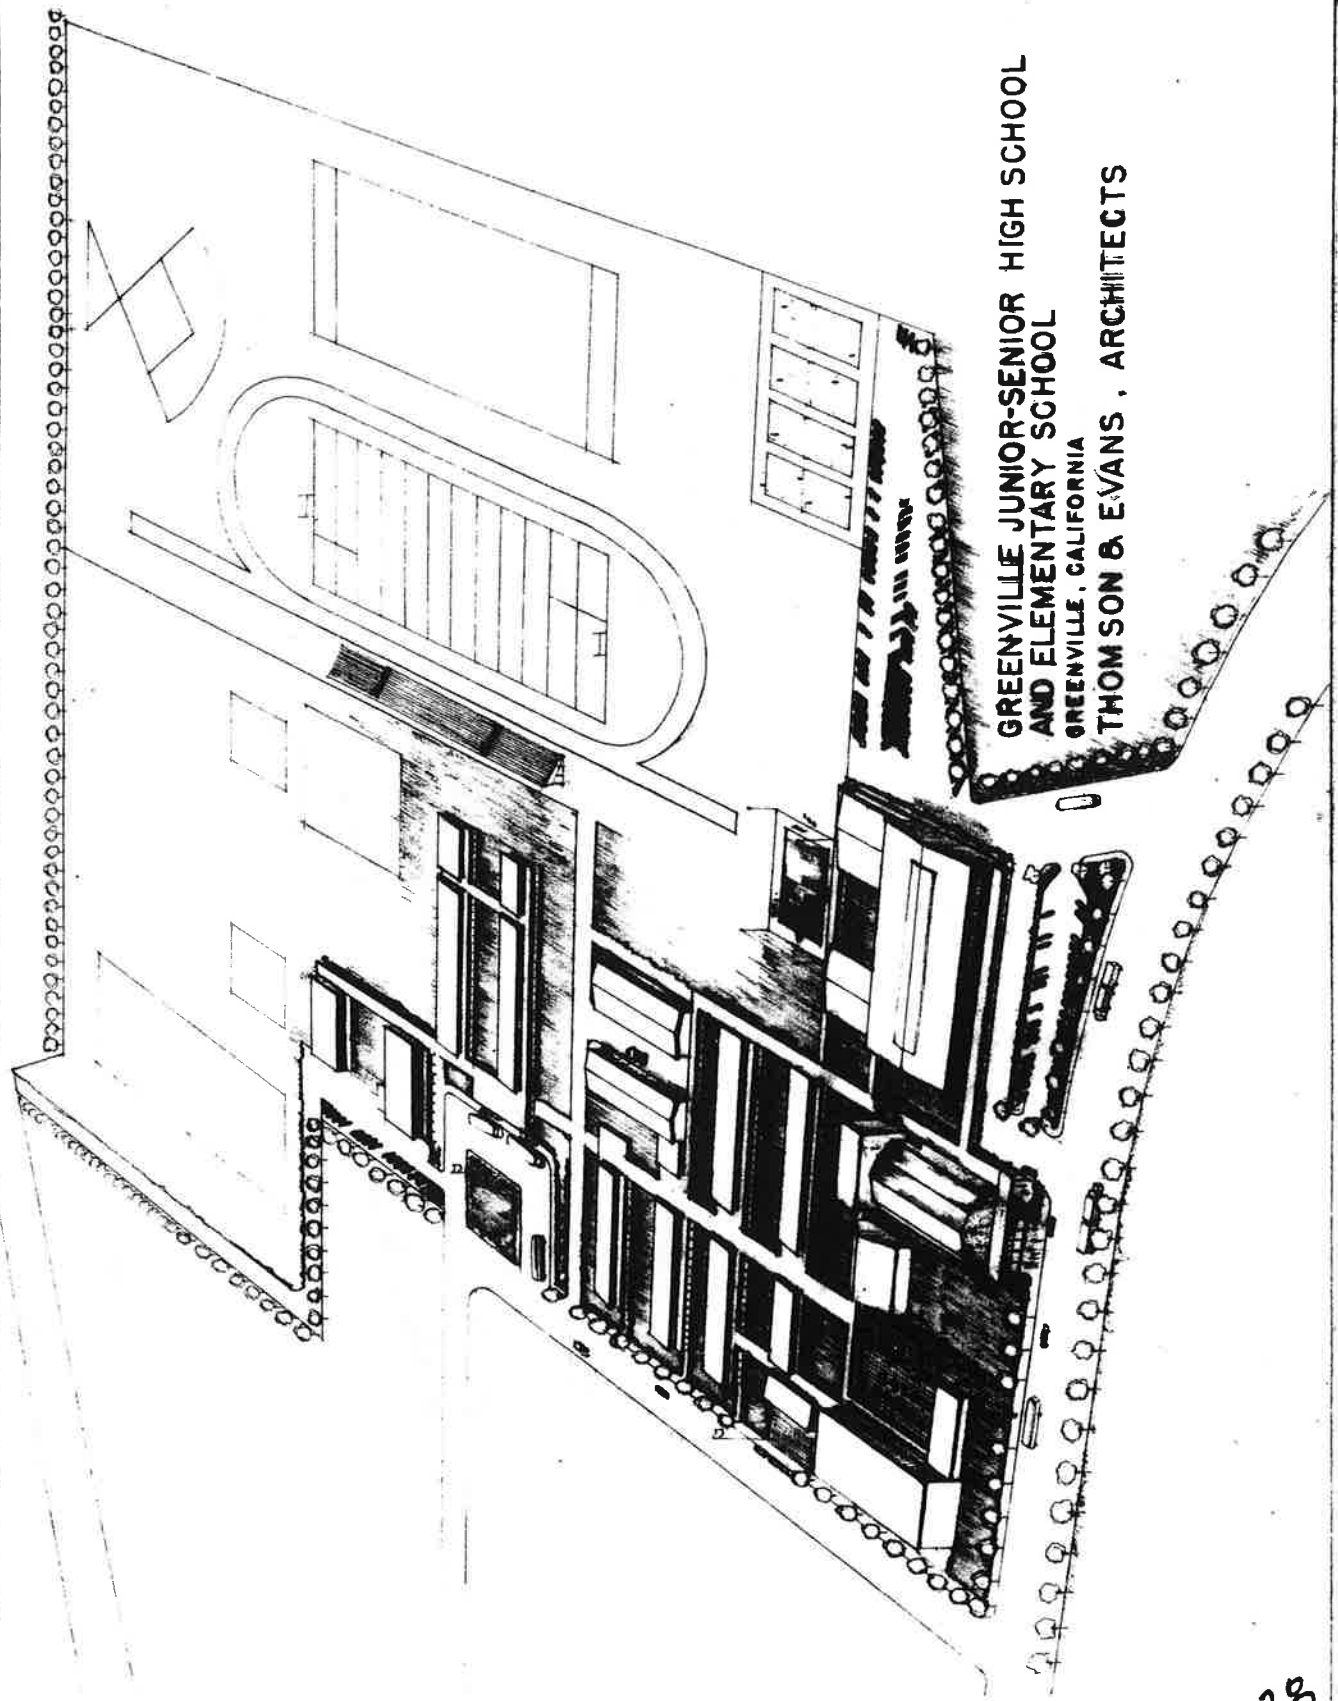 GREENVILLE JUNIOR-SENIOR HIGH SCHOOL
AND ELEMENTARY SCHOOL
GREENVILLE, CALIFORNIA
THOMSON & EVANS, ARCHITECTS